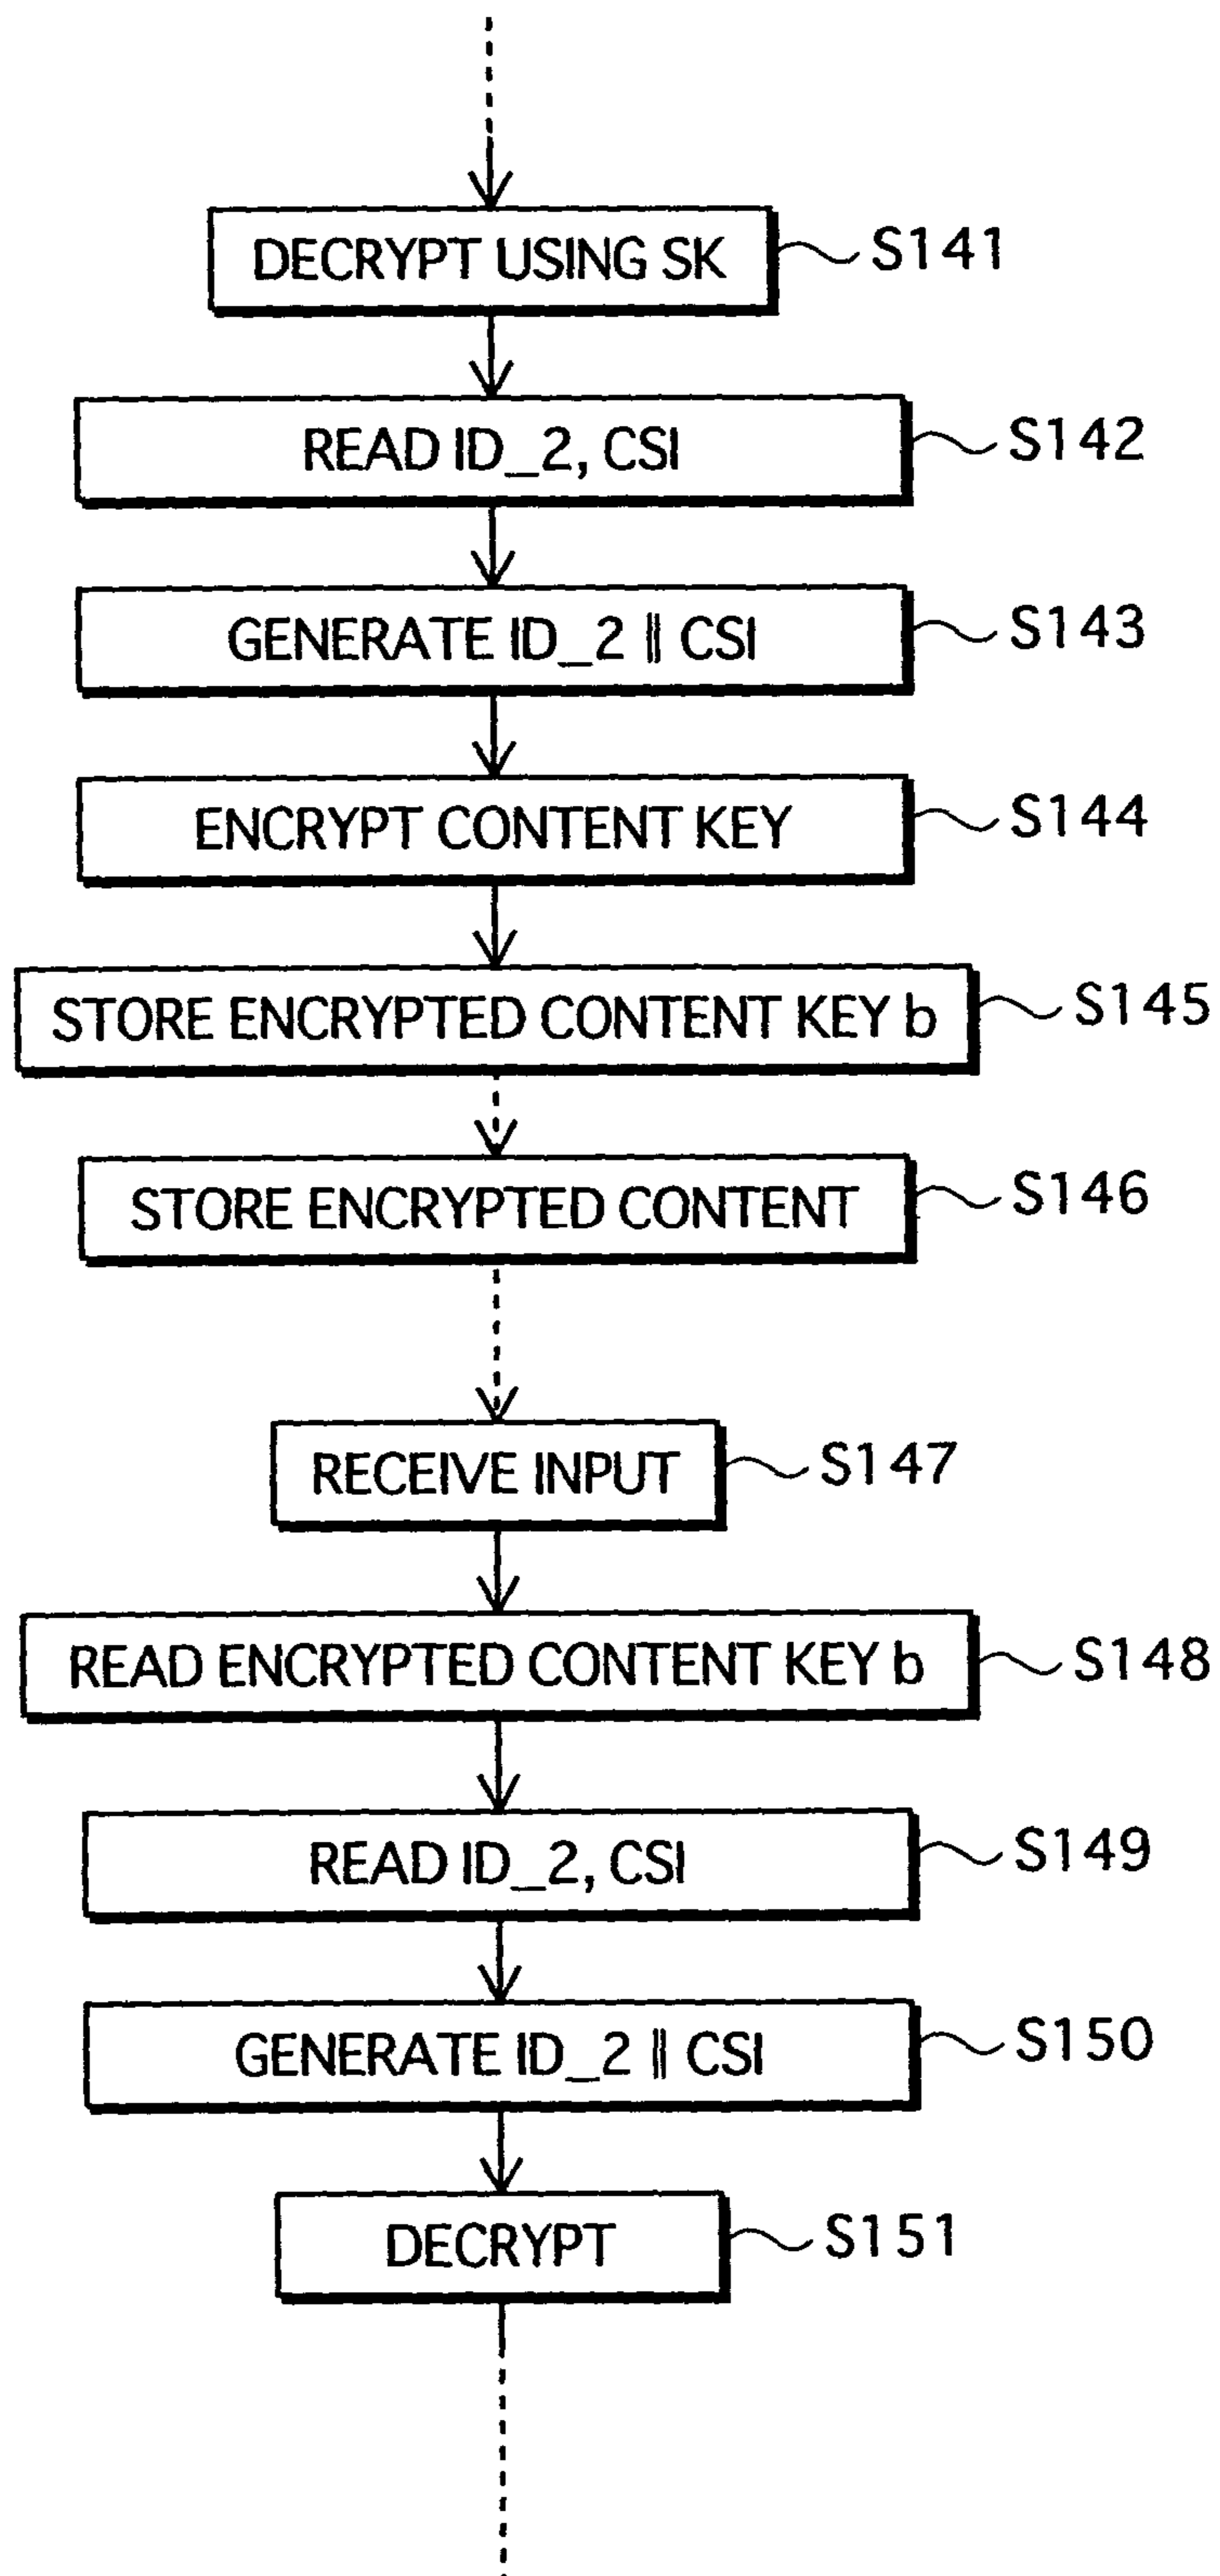 DECRYPT USING SK S141
READ ID_2, CSI S142
GENERATE ID_2 || CSI S143
ENCRYPT CONTENT KEY S144
STORE ENCRYPTED CONTENT KEY b S145
STORE ENCRYPTED CONTENT S146
RECEIVE INPUT S147
READ ENCRYPTED CONTENT KEY b S148
READ ID_2, CSI S149
GENERATE ID_2 || CSI S150
DECRYPT S151